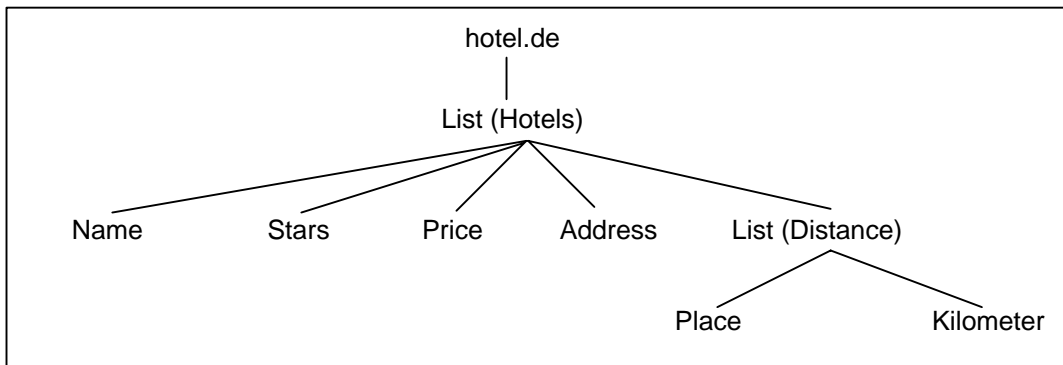 hotel.de
List (Hotels)
Name Stars Price Address List (Distance)
Place Kilometer